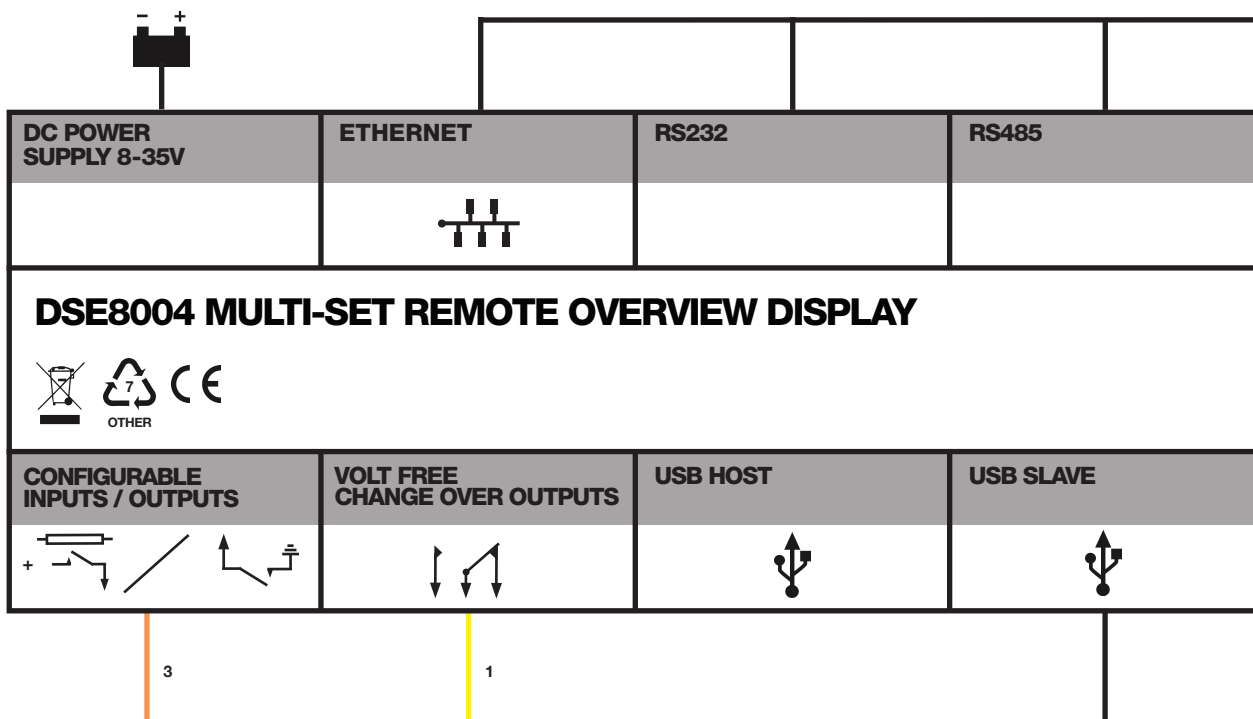 - +
DC POWER
SUPPLY 8-35V
ETHERNET
RS232
RS485
DSE8004 MULTI-SET REMOTE OVERVIEW DISPLAY
7
OTHER
CE
CONFIGURABLE
INPUTS / OUTPUTS
VOLT FREE
CHANGE OVER OUTPUTS
USB HOST
USB SLAVE
+
3
1